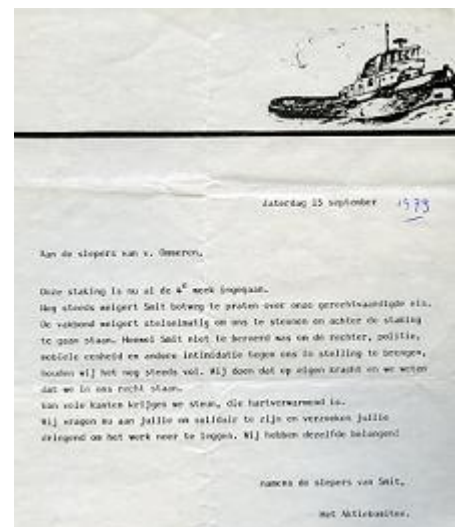 zaterdag 15 september 1979
Aan de slepers van v. Ommeren,
Onze staking is nu al de 4e week ingegaan.
Nog steeds weigert Smit botweg te praten over onze gerechtvaardigde eis.
De vakbond weigert stelselmatig om ons te steunen en achter de staking
te gaan staan. Hoewel Smit niet te beroerd was om de rechter, politie,
mobiele eenheid en andere intimidatie tegen ons in stelling te brengen,
houden wij het nog steeds vol. Wij doen dat op eigen kracht en we weten
dat we in ons recht staan.
Van vele kanten krijgen we steun, die hartverwarmend is.
Wij vragen nu aan jullie om solidair te zijn en verzoeken jullie
dringend om het werk neer te leggen. Wij hebben dezelfde belangen!
namens de slepers van Smit,
Het Aktiekomitee.